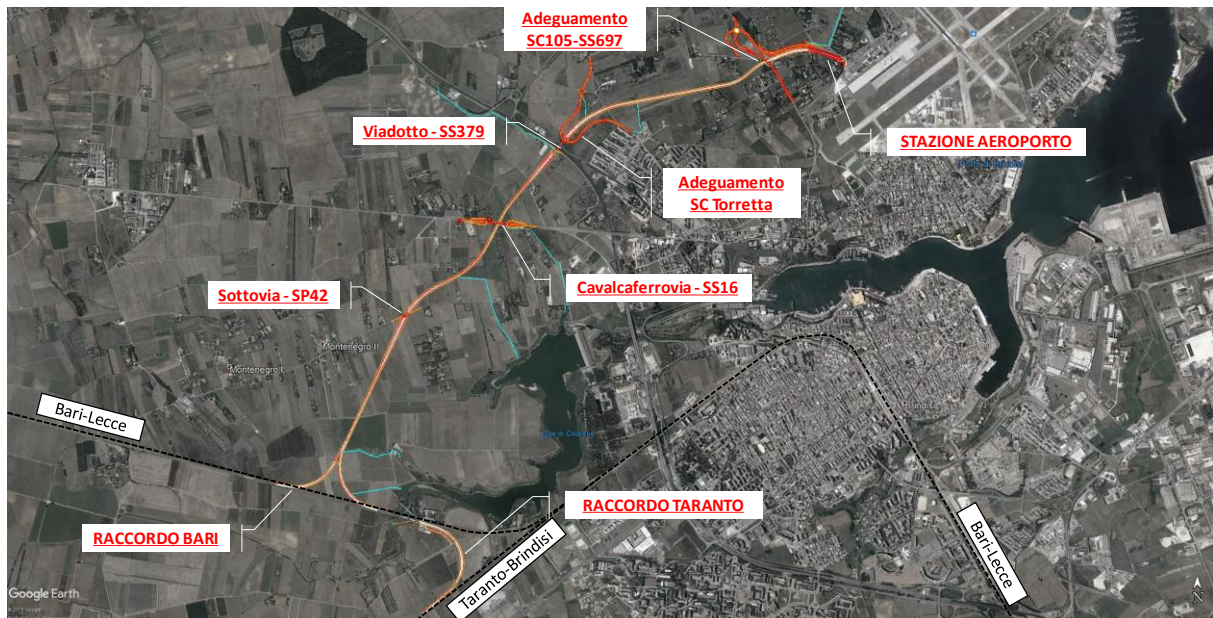 Adeguamento
SC105-SS697
Viadotto - SS379
STAZIONE AEROPORTO
Adeguamento
SC Torretta
Sottovia - SP42
Cavalcaferrovia - SS16
Montenegro II
Montenegro I
Bari-Lecce
RACCORDO BARI
RACCORDO TARANTO
Taranto-Brindisi
Bari-Lecce
Google Earth
N